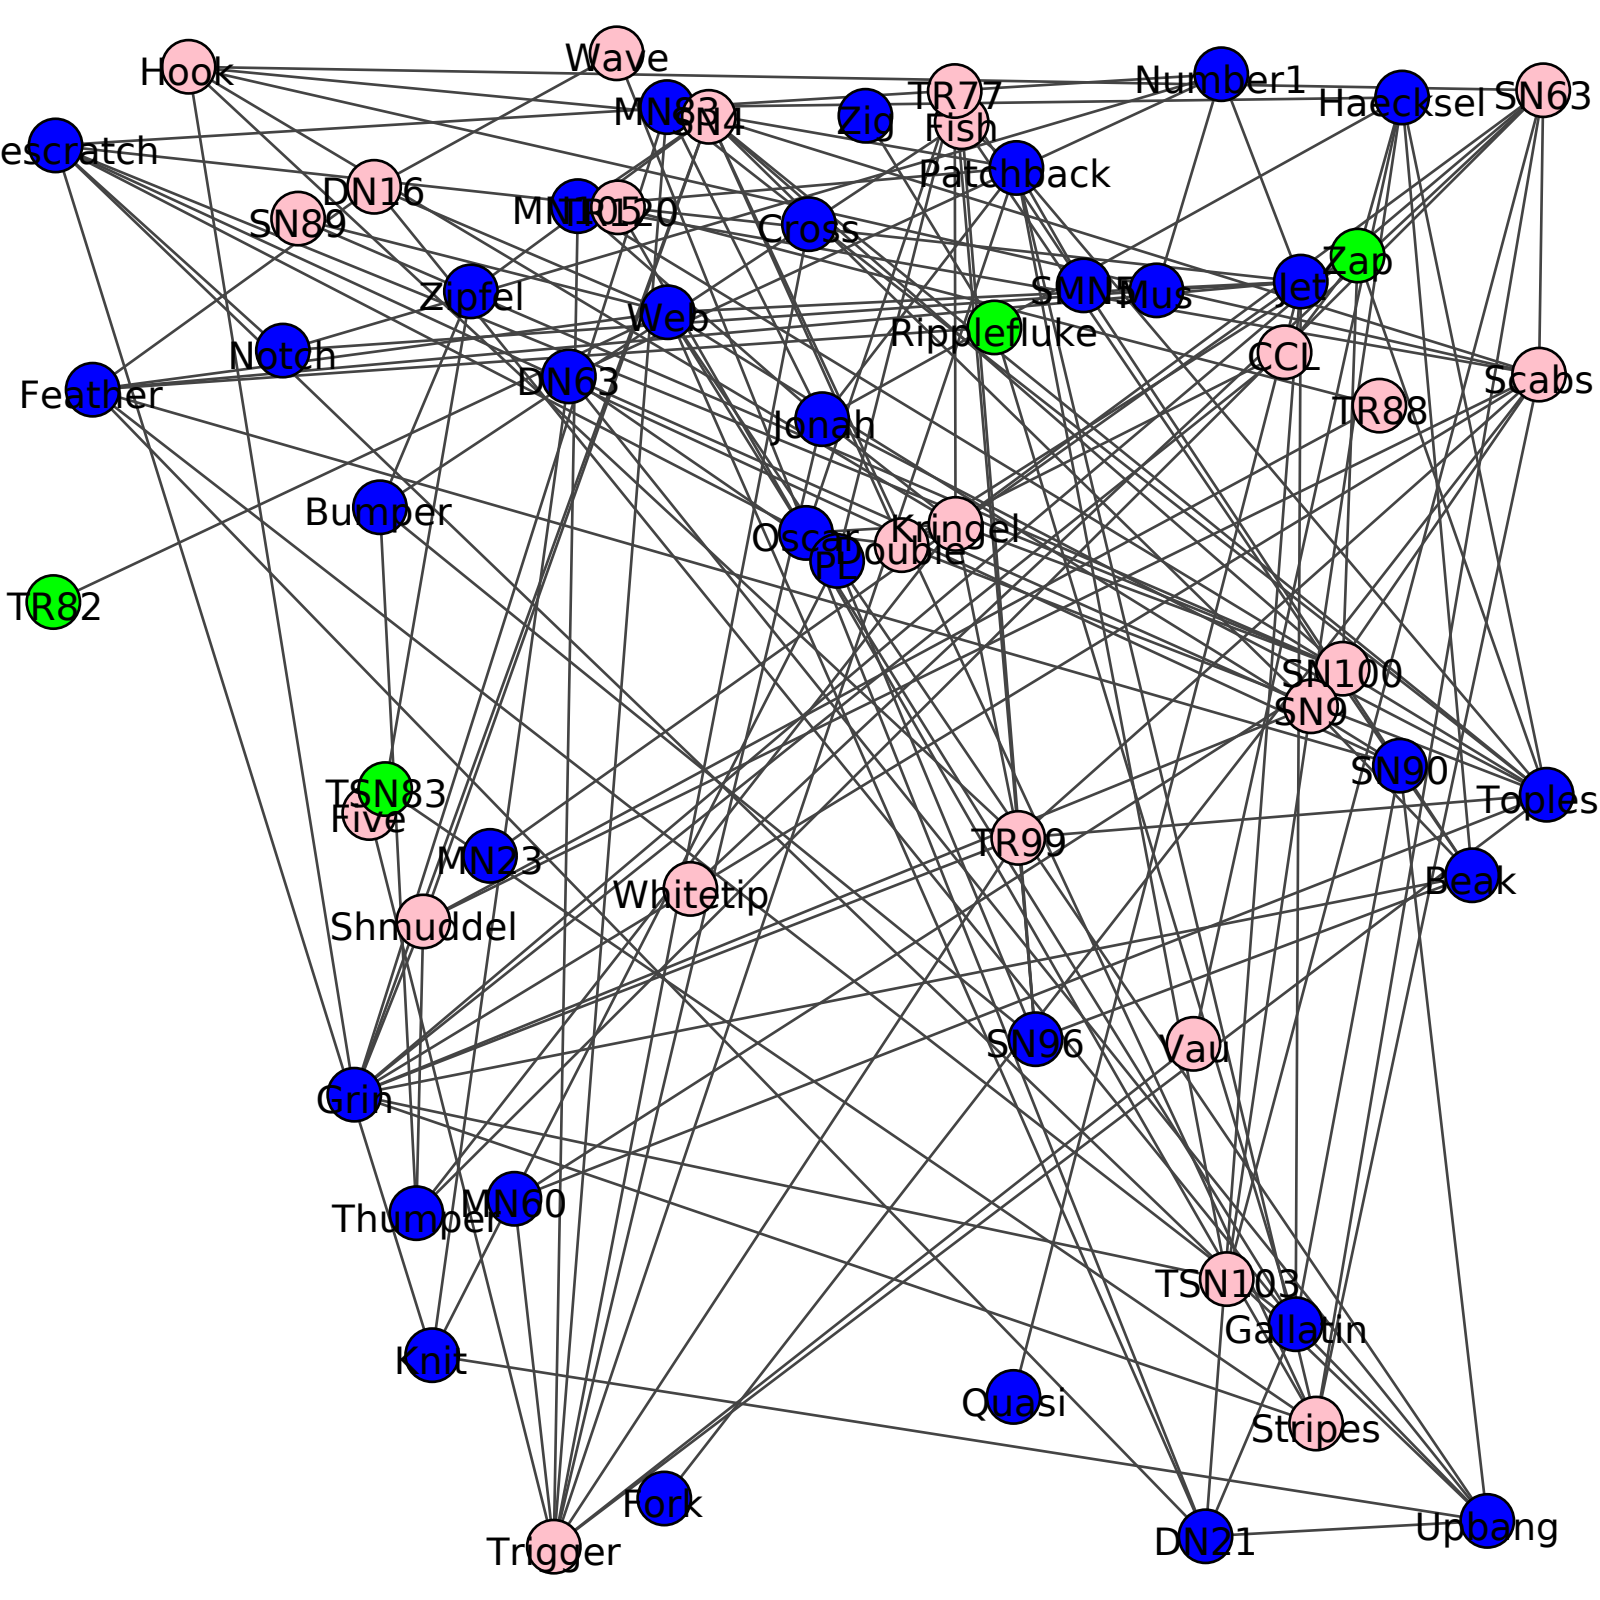 Wave
Hook
Number1
TR77
SN63
Haecksel
MN83
SN4
Zig
Fish
escratch
Patchback
DN16
MN105
TR120
SN89
Cross
Zap
Zipfel
SMN5
Mus
Jet
Web
Ripplefluke
Notch
CCL
DN63
Scabs
Feather
TR88
Jonah
Bumper
Kringel
Oscar
Double
PL
TR82
SN100
SN9
SN90
TSN83
Toples
Five
TR99
MN23
Beak
Whitetip
Shmuddel
SN96
Vau
Grin
MN60
Thumper
TSN103
Gallatin
Knit
Quasi
Stripes
Fork
Upbang
DN21
Trigger